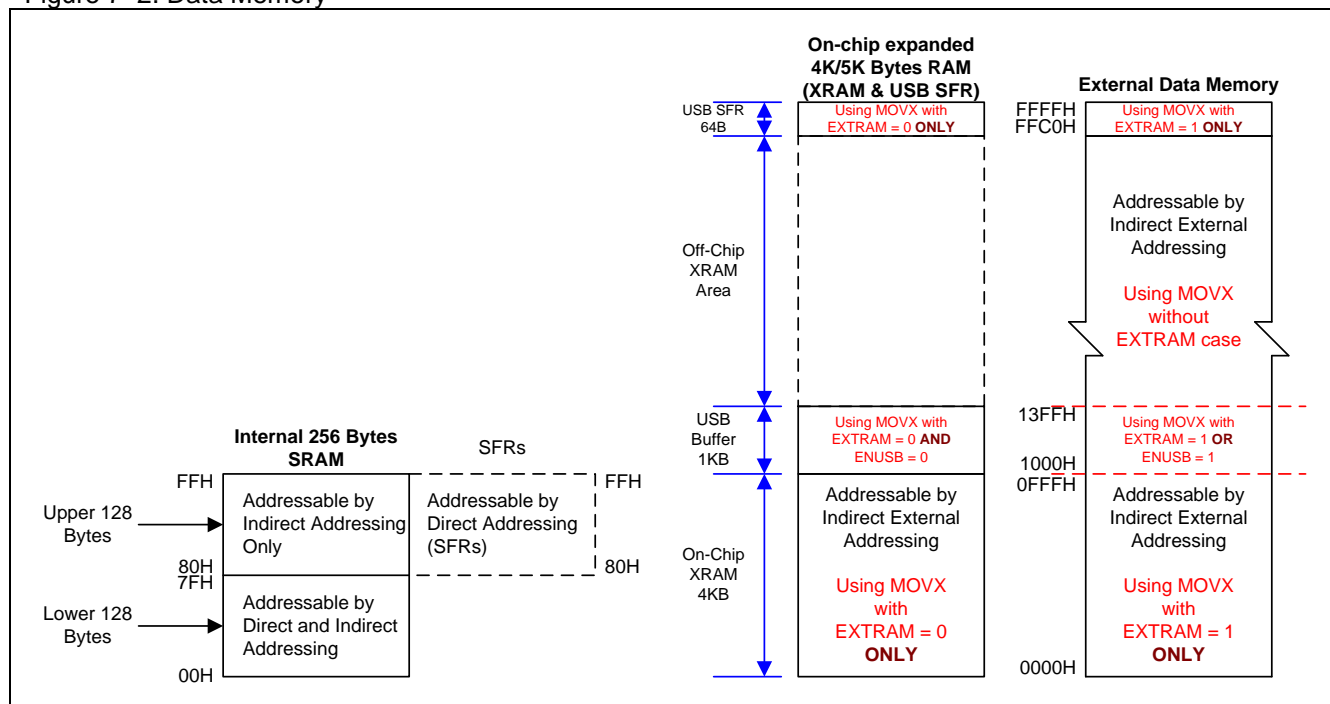 Figure 7–2. Data Memory
On-chip expanded
4K/5K Bytes RAM
(XRAM & USB SFR)
External Data Memory
USB SFR
64B
Using MOVX with
EXTRAM = 0 ONLY
FFFFH
FFC0H
Using MOVX with
EXTRAM = 1 ONLY
Off-Chip
XRAM
Area
Addressable by
Indirect External
Addressing
Using MOVX
without
EXTRAM case
USB
Buffer
1KB
Using MOVX with
EXTRAM = 0 AND
ENUSB = 0
13FFH
1000H
Using MOVX with
EXTRAM = 1 OR
ENUSB = 1
Internal 256 Bytes
SRAM
SFRs
FFH
FFH
Upper 128
Bytes
Addressable by
Indirect Addressing
Only
Addressable by
Direct Addressing
(SFRs)
80H
80H
7FH
Lower 128
Bytes
Addressable by
Direct and Indirect
Addressing
00H
On-Chip
XRAM
4KB
Addressable by
Indirect External
Addressing
Using MOVX
with
EXTRAM = 0
ONLY
0FFFH
Addressable by
Indirect External
Addressing
Using MOVX
with
EXTRAM = 1
ONLY
0000H